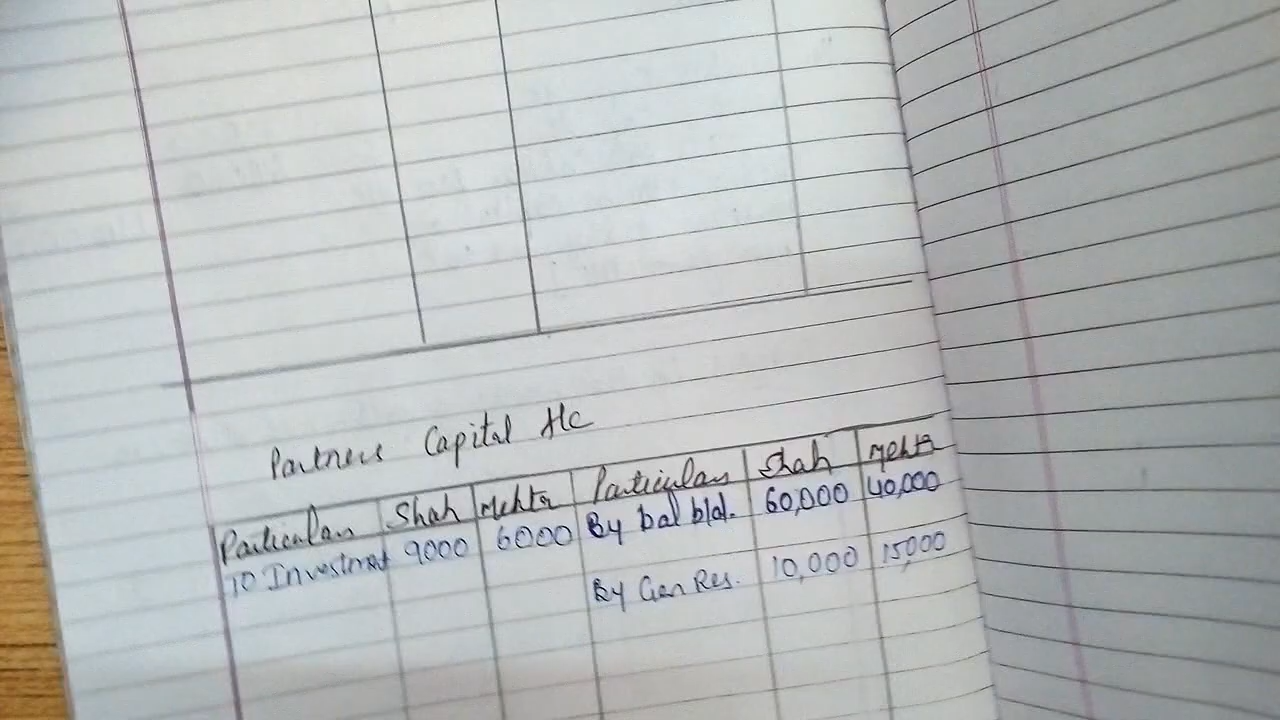 Partners Capital A/c
Particulars Shah Mehta Particulars Shah Mehta
To Investment 9000 6000 By bal b/d. 60,000 40,000
By Gen Res. 10,000 15,000